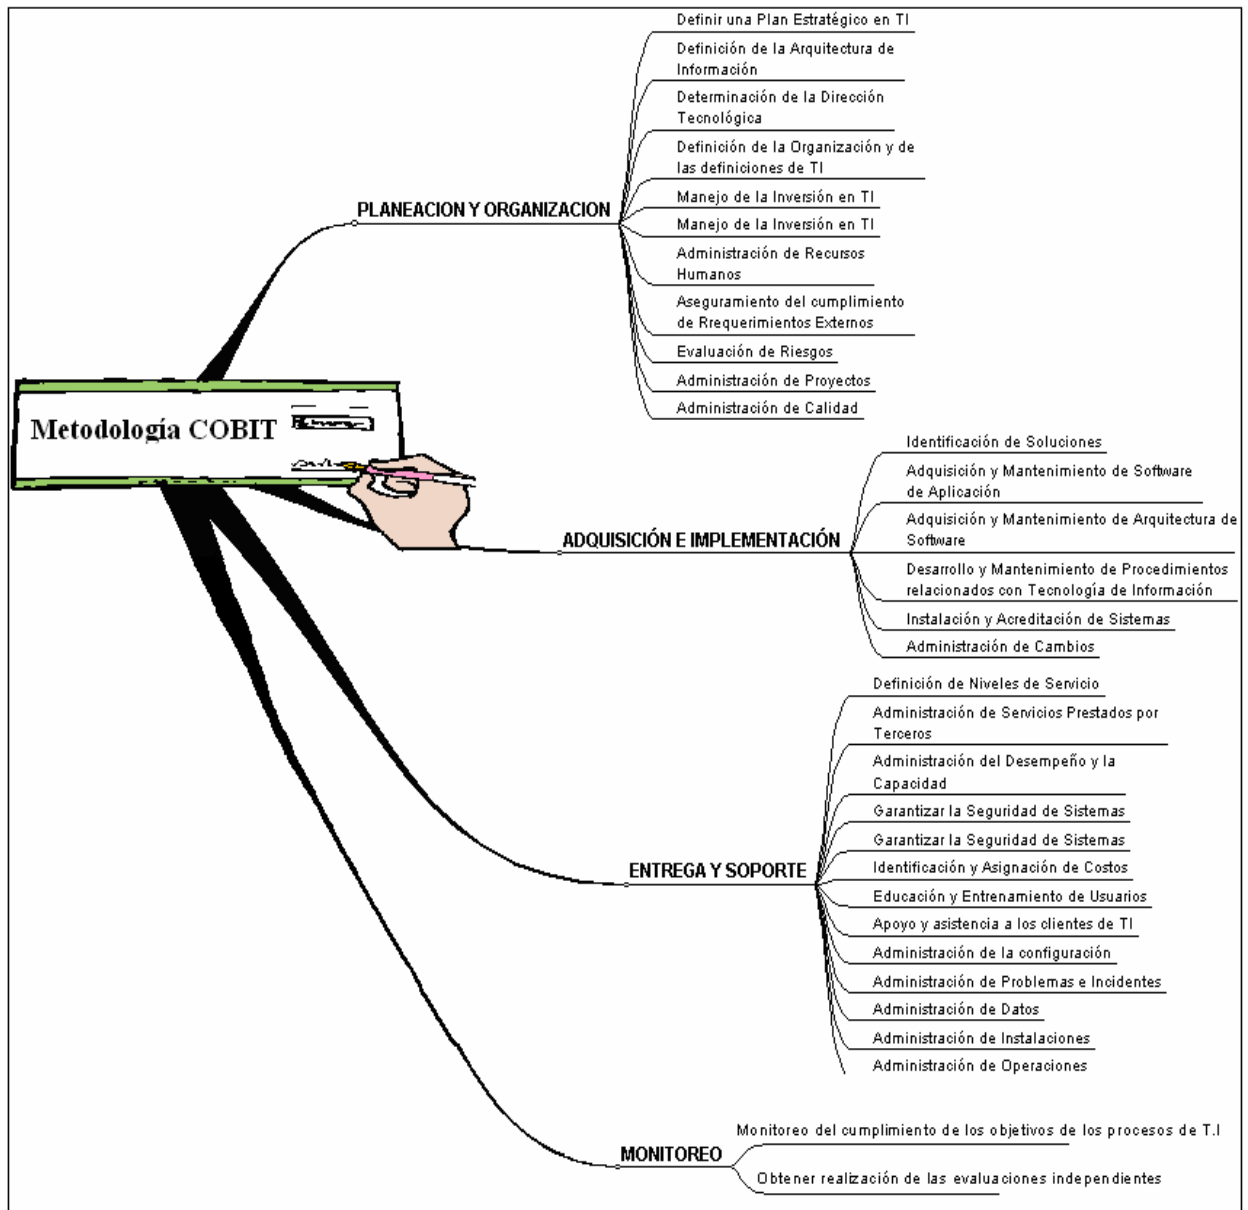 Definir una Plan Estratégico en TI
Definición de la Arquitectura de
Información
Determinación de la Dirección
Tecnológica
Definición de la Organización y de
las definiciones de TI
Manejo de la Inversión en TI
Manejo de la Inversión en TI
Administración de Recursos
Humanos
Aseguramiento del cumplimiento
de Rrequerimientos Externos
Evaluación de Riesgos
Administración de Proyectos
Administración de Calidad
PLANEACION Y ORGANIZACION
Metodología COBIT
Identificación de Soluciones
Adquisición y Mantenimiento de Software
de Aplicación
Adquisición y Mantenimiento de Arquitectura de
Software
Desarrollo y Mantenimiento de Procedimientos
relacionados con Tecnología de Información
Instalación y Acreditación de Sistemas
Administración de Cambios
ADQUISICIÓN E IMPLEMENTACIÓN
Definición de Niveles de Servicio
Administración de Servicios Prestados por
Terceros
Administración del Desempeño y la
Capacidad
Garantizar la Seguridad de Sistemas
Garantizar la Seguridad de Sistemas
Identificación y Asignación de Costos
Educación y Entrenamiento de Usuarios
Apoyo y asistencia a los clientes de TI
Administración de la configuración
Administración de Problemas e Incidentes
Administración de Datos
Administración de Instalaciones
Administración de Operaciones
ENTREGA Y SOPORTE
Monitoreo del cumplimiento de los objetivos de los procesos de T.I
Obtener realización de las evaluaciones independientes
MONITOREO